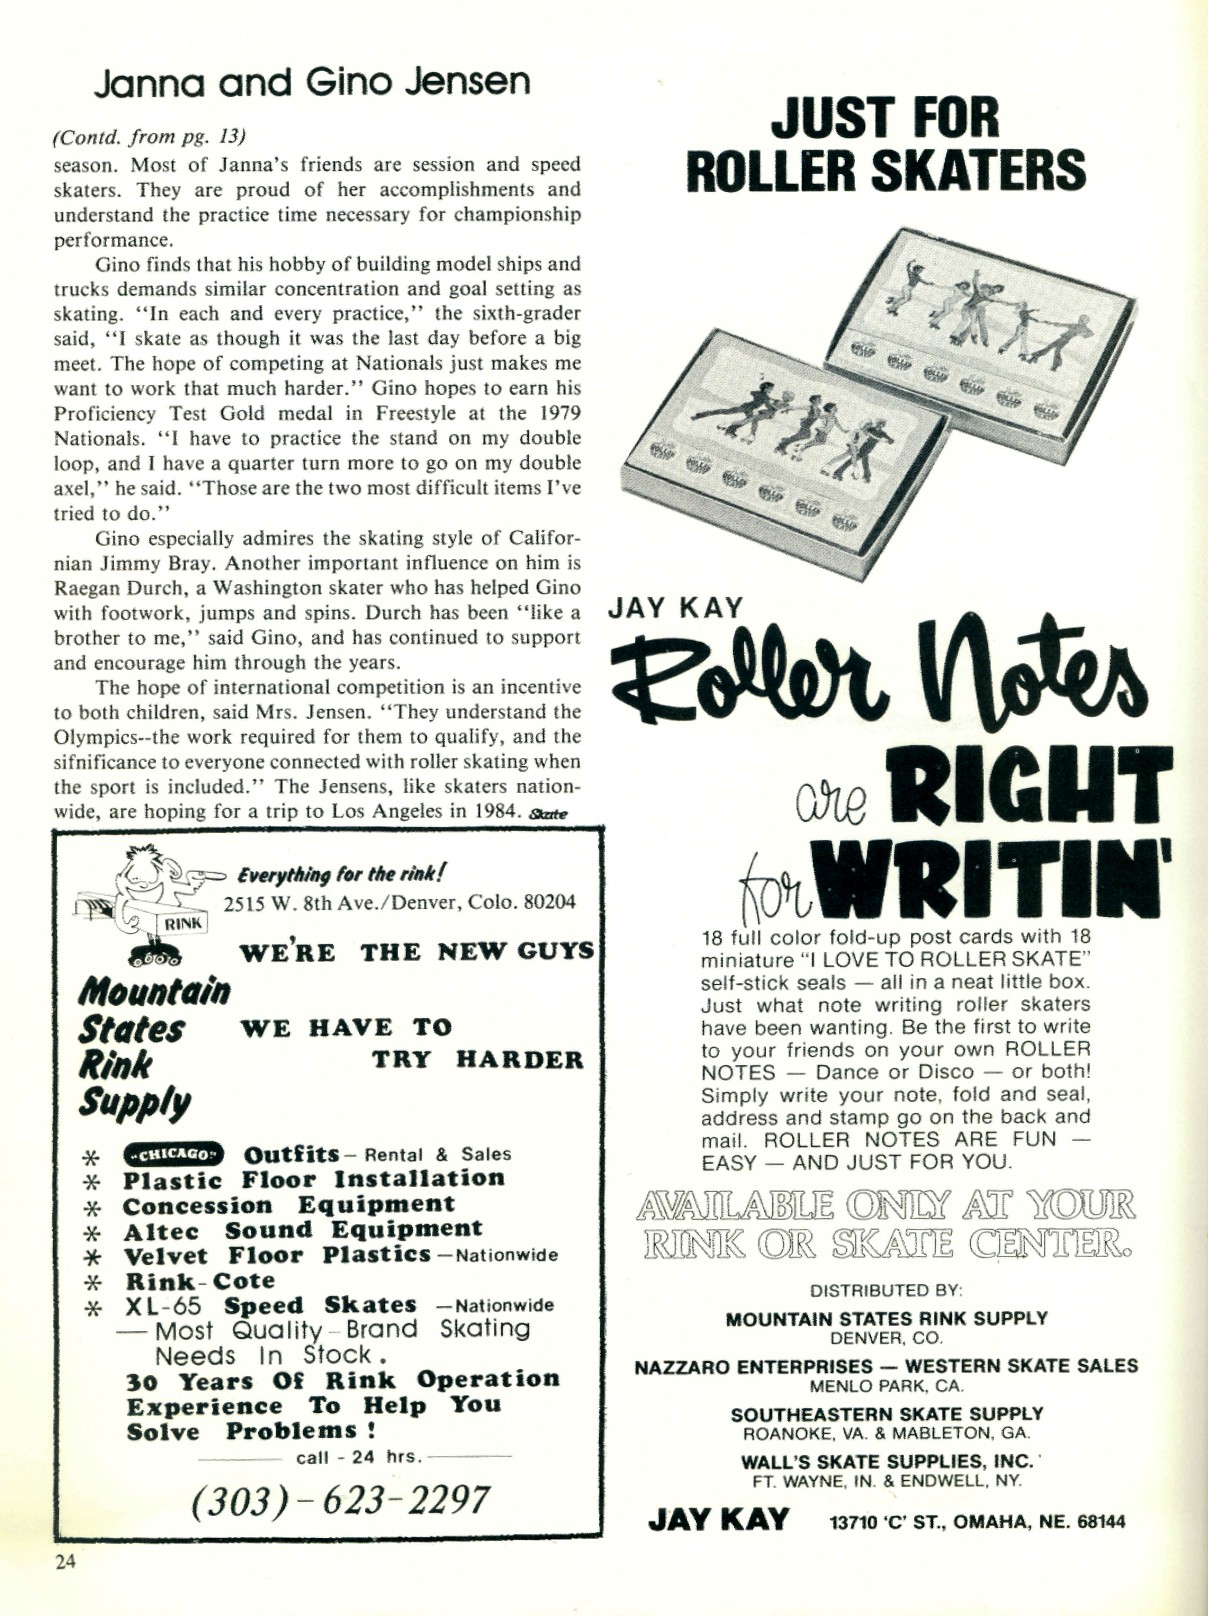 Janna and Gino Jensen
(Contd. from pg. 13)
season. Most of Janna's friends are session and speed
skaters. They are proud of her accomplishments and
understand the practice time necessary for championship
performance.
Gino finds that his hobby of building model ships and
trucks demands similar concentration and goal setting as
skating. “In each and every practice,” the sixth-grader
said, “I skate as though it was the last day before a big
meet. The hope of competing at Nationals just makes me
want to work that much harder.” Gino hopes to earn his
Proficiency Test Gold medal in Freestyle at the 1979
Nationals. “I have to practice the stand on my double
loop, and I have a quarter turn more to go on my double
axel,” he said. “Those are the two most difficult items I've
tried to do.”
Gino especially admires the skating style of Califor-
nian Jimmy Bray. Another important influence on him is
Raegan Durch, a Washington skater who has helped Gino
with footwork, jumps and spins. Durch has been “like a
brother to me,” said Gino, and has continued to support
and encourage him through the years.
The hope of international competition is an incentive
to both children, said Mrs. Jensen. “They understand the
Olympics--the work required for them to qualify, and the
sifnificance to everyone connected with roller skating when
the sport is included.” The Jensens, like skaters nation-
wide, are hoping for a trip to Los Angeles in 1984. Skate
Everything for the rink!
2515 W. 8th Ave./Denver, Colo. 80204
RINK
WE'RE THE NEW GUYS
Mountain
States
Rink
Supply
WE HAVE TO
TRY HARDER
* "CHICAGO" Outfits - Rental & Sales
* Plastic Floor Installation
* Concession Equipment
* Altec Sound Equipment
* Velvet Floor Plastics - Nationwide
* Rink-Cote
* XL-65 Speed Skates - Nationwide
— Most Quality - Brand Skating
Needs In Stock.
30 Years Of Rink Operation
Experience To Help You
Solve Problems!
call - 24 hrs.
(303)-623-2297
24
JUST FOR
ROLLER SKATERS
JAY KAY
Roller Notes
are RIGHT
for WRITIN'
18 full color fold-up post cards with 18
miniature “I LOVE TO ROLLER SKATE”
self-stick seals — all in a neat little box.
Just what note writing roller skaters
have been wanting. Be the first to write
to your friends on your own ROLLER
NOTES — Dance or Disco — or both!
Simply write your note, fold and seal,
address and stamp go on the back and
mail. ROLLER NOTES ARE FUN —
EASY — AND JUST FOR YOU.
AVAILABLE ONLY AT YOUR
RINK OR SKATE CENTER.
DISTRIBUTED BY:
MOUNTAIN STATES RINK SUPPLY
DENVER, CO.
NAZZARO ENTERPRISES — WESTERN SKATE SALES
MENLO PARK, CA.
SOUTHEASTERN SKATE SUPPLY
ROANOKE, VA. & MABLETON, GA.
WALL'S SKATE SUPPLIES, INC.
FT. WAYNE, IN. & ENDWELL, NY.
JAY KAY 13710 ‘C’ ST., OMAHA, NE. 68144